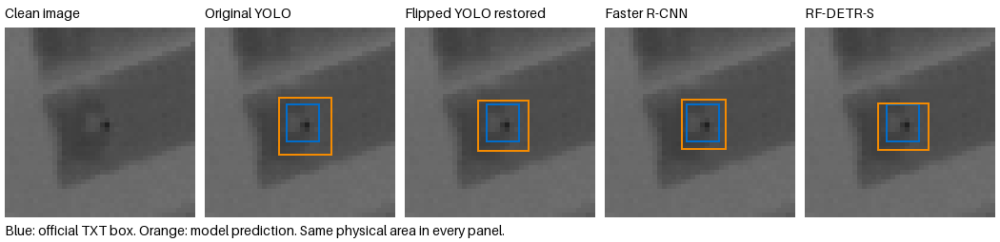 Clean image
Original YOLO
Flipped YOLO restored
Faster R-CNN
RF-DETR-S
Blue: official TXT box. Orange: model prediction. Same physical area in every panel.